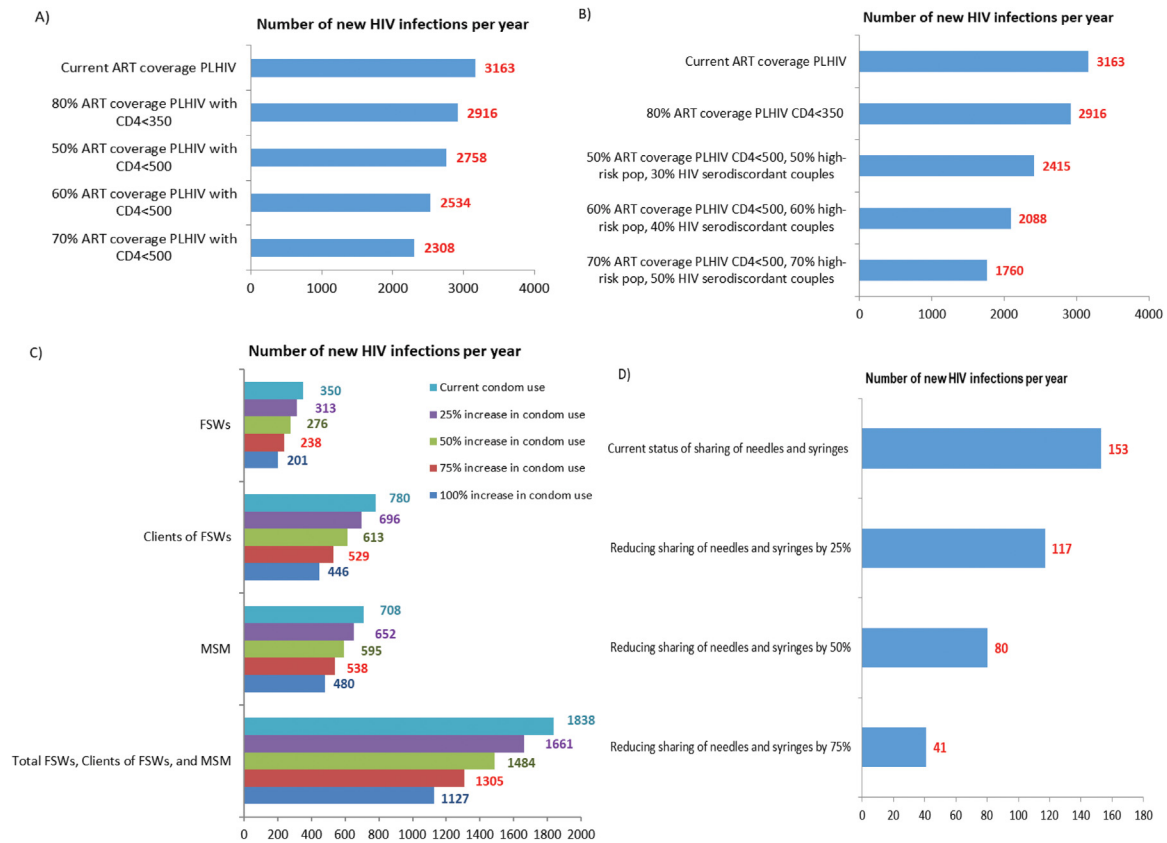 A)
Number of new HIV infections per year
Current ART coverage PLHIV
3163
80% ART coverage PLHIV with
CD4<350
2916
50% ART coverage PLHIV with
CD4<500
2758
60% ART coverage PLHIV with
CD4<500
2534
70% ART coverage PLHIV with
CD4<500
2308
0 1000 2000 3000 4000
B)
Number of new HIV infections per year
Current ART coverage PLHIV
3163
80% ART coverage PLHIV CD4<350
2916
50% ART coverage PLHIV CD4<500, 50% high-
risk pop, 30% HIV serodiscordant couples
2415
60% ART coverage PLHIV CD4<500, 60% high-
risk pop, 40% HIV serodiscordant couples
2088
70% ART coverage PLHIV CD4<500, 70% high-
risk pop, 50% HIV serodiscordant couples
1760
0 1000 2000 3000 4000
C)
Number of new HIV infections per year
Current condom use
25% increase in condom use
50% increase in condom use
75% increase in condom use
100% increase in condom use
FSWs
350
313
276
238
201
Clients of FSWs
780
696
613
529
446
MSM
708
652
595
538
480
Total FSWs, Clients of FSWs, and MSM
1838
1661
1484
1305
1127
0 200 400 600 800 1000 1200 1400 1600 1800 2000
D)
Number of new HIV infections per year
Current status of sharing of needles and syringes
153
Reducing sharing of needles and syringes by 25%
117
Reducing sharing of needles and syringes by 50%
80
Reducing sharing of needles and syringes by 75%
41
0 20 40 60 80 100 120 140 160 180